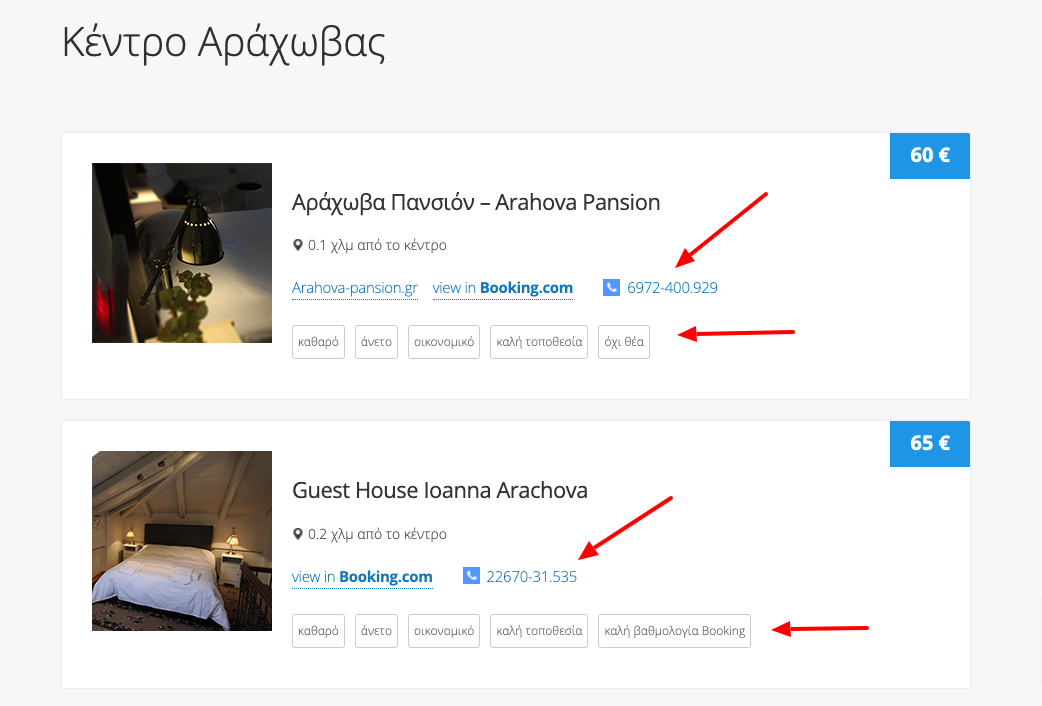 Κέντρο Αράχωβας
60 €
Αράχωβα Πανσιόν – Arahova Pansion
0.1 χλμ από το κέντρο
Arahova-pansion.gr view in Booking.com 6972-400.929
καθαρό άνετο οικονομικό καλή τοποθεσία όχι θέα
65 €
Guest House Ioanna Arachova
0.2 χλμ από το κέντρο
view in Booking.com 22670-31.535
καθαρό άνετο οικονομικό καλή τοποθεσία καλή βαθμολογία Booking